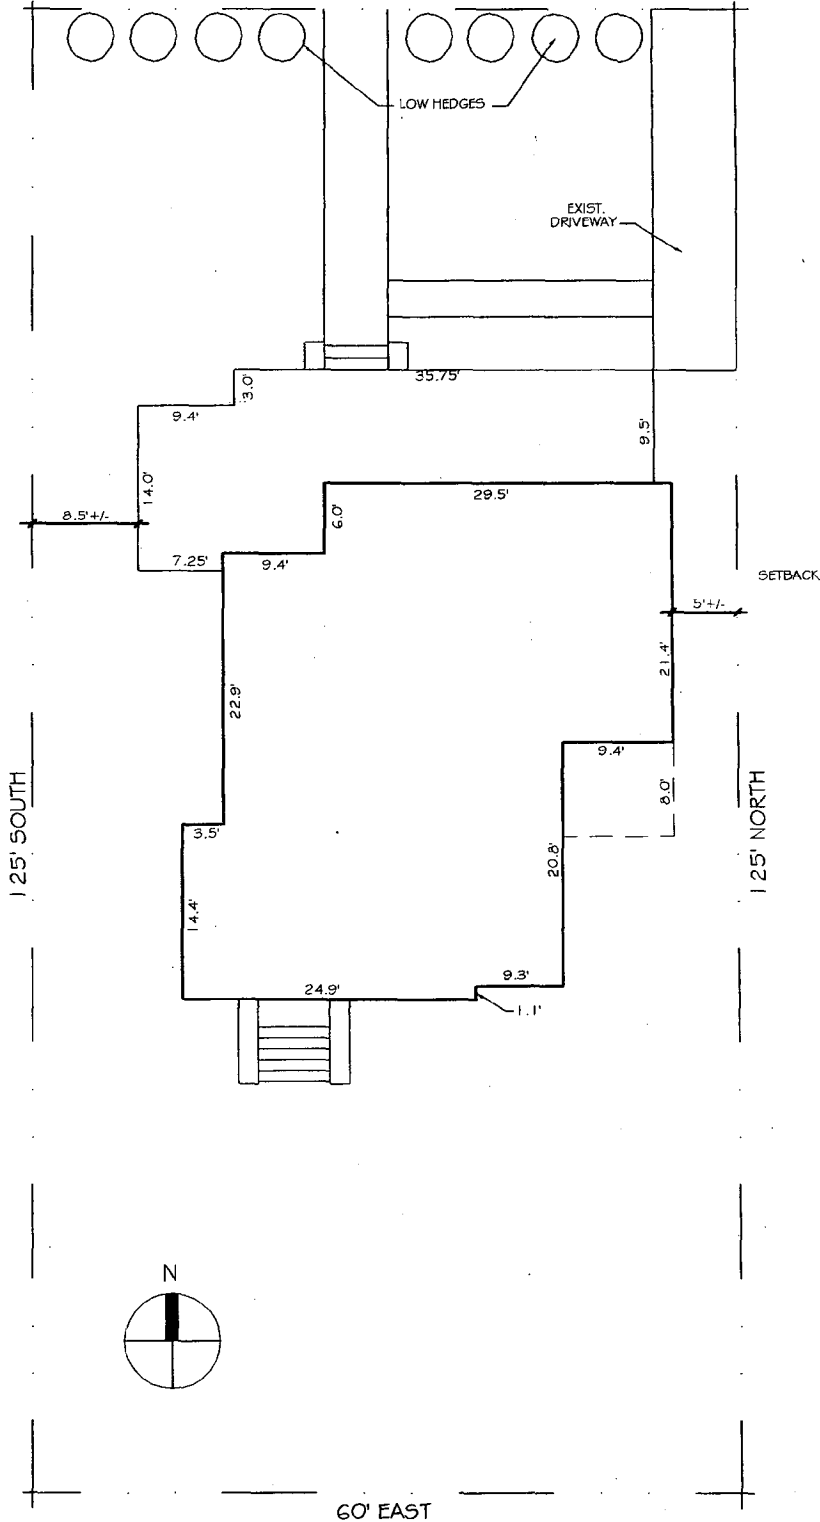 LOW HEDGES
EXIST.
DRIVEWAY
35.75'
3.0'
9.4'
9.5'
14.0'
29.5'
8.5'+/-
6.0'
7.25'
9.4'
SETBACK
5'+/-
21.4'
22.9'
9.4'
8.0'
125' SOUTH
125' NORTH
3.5'
20.8'
14.4'
9.3'
24.9'
1.1'
N
60' EAST